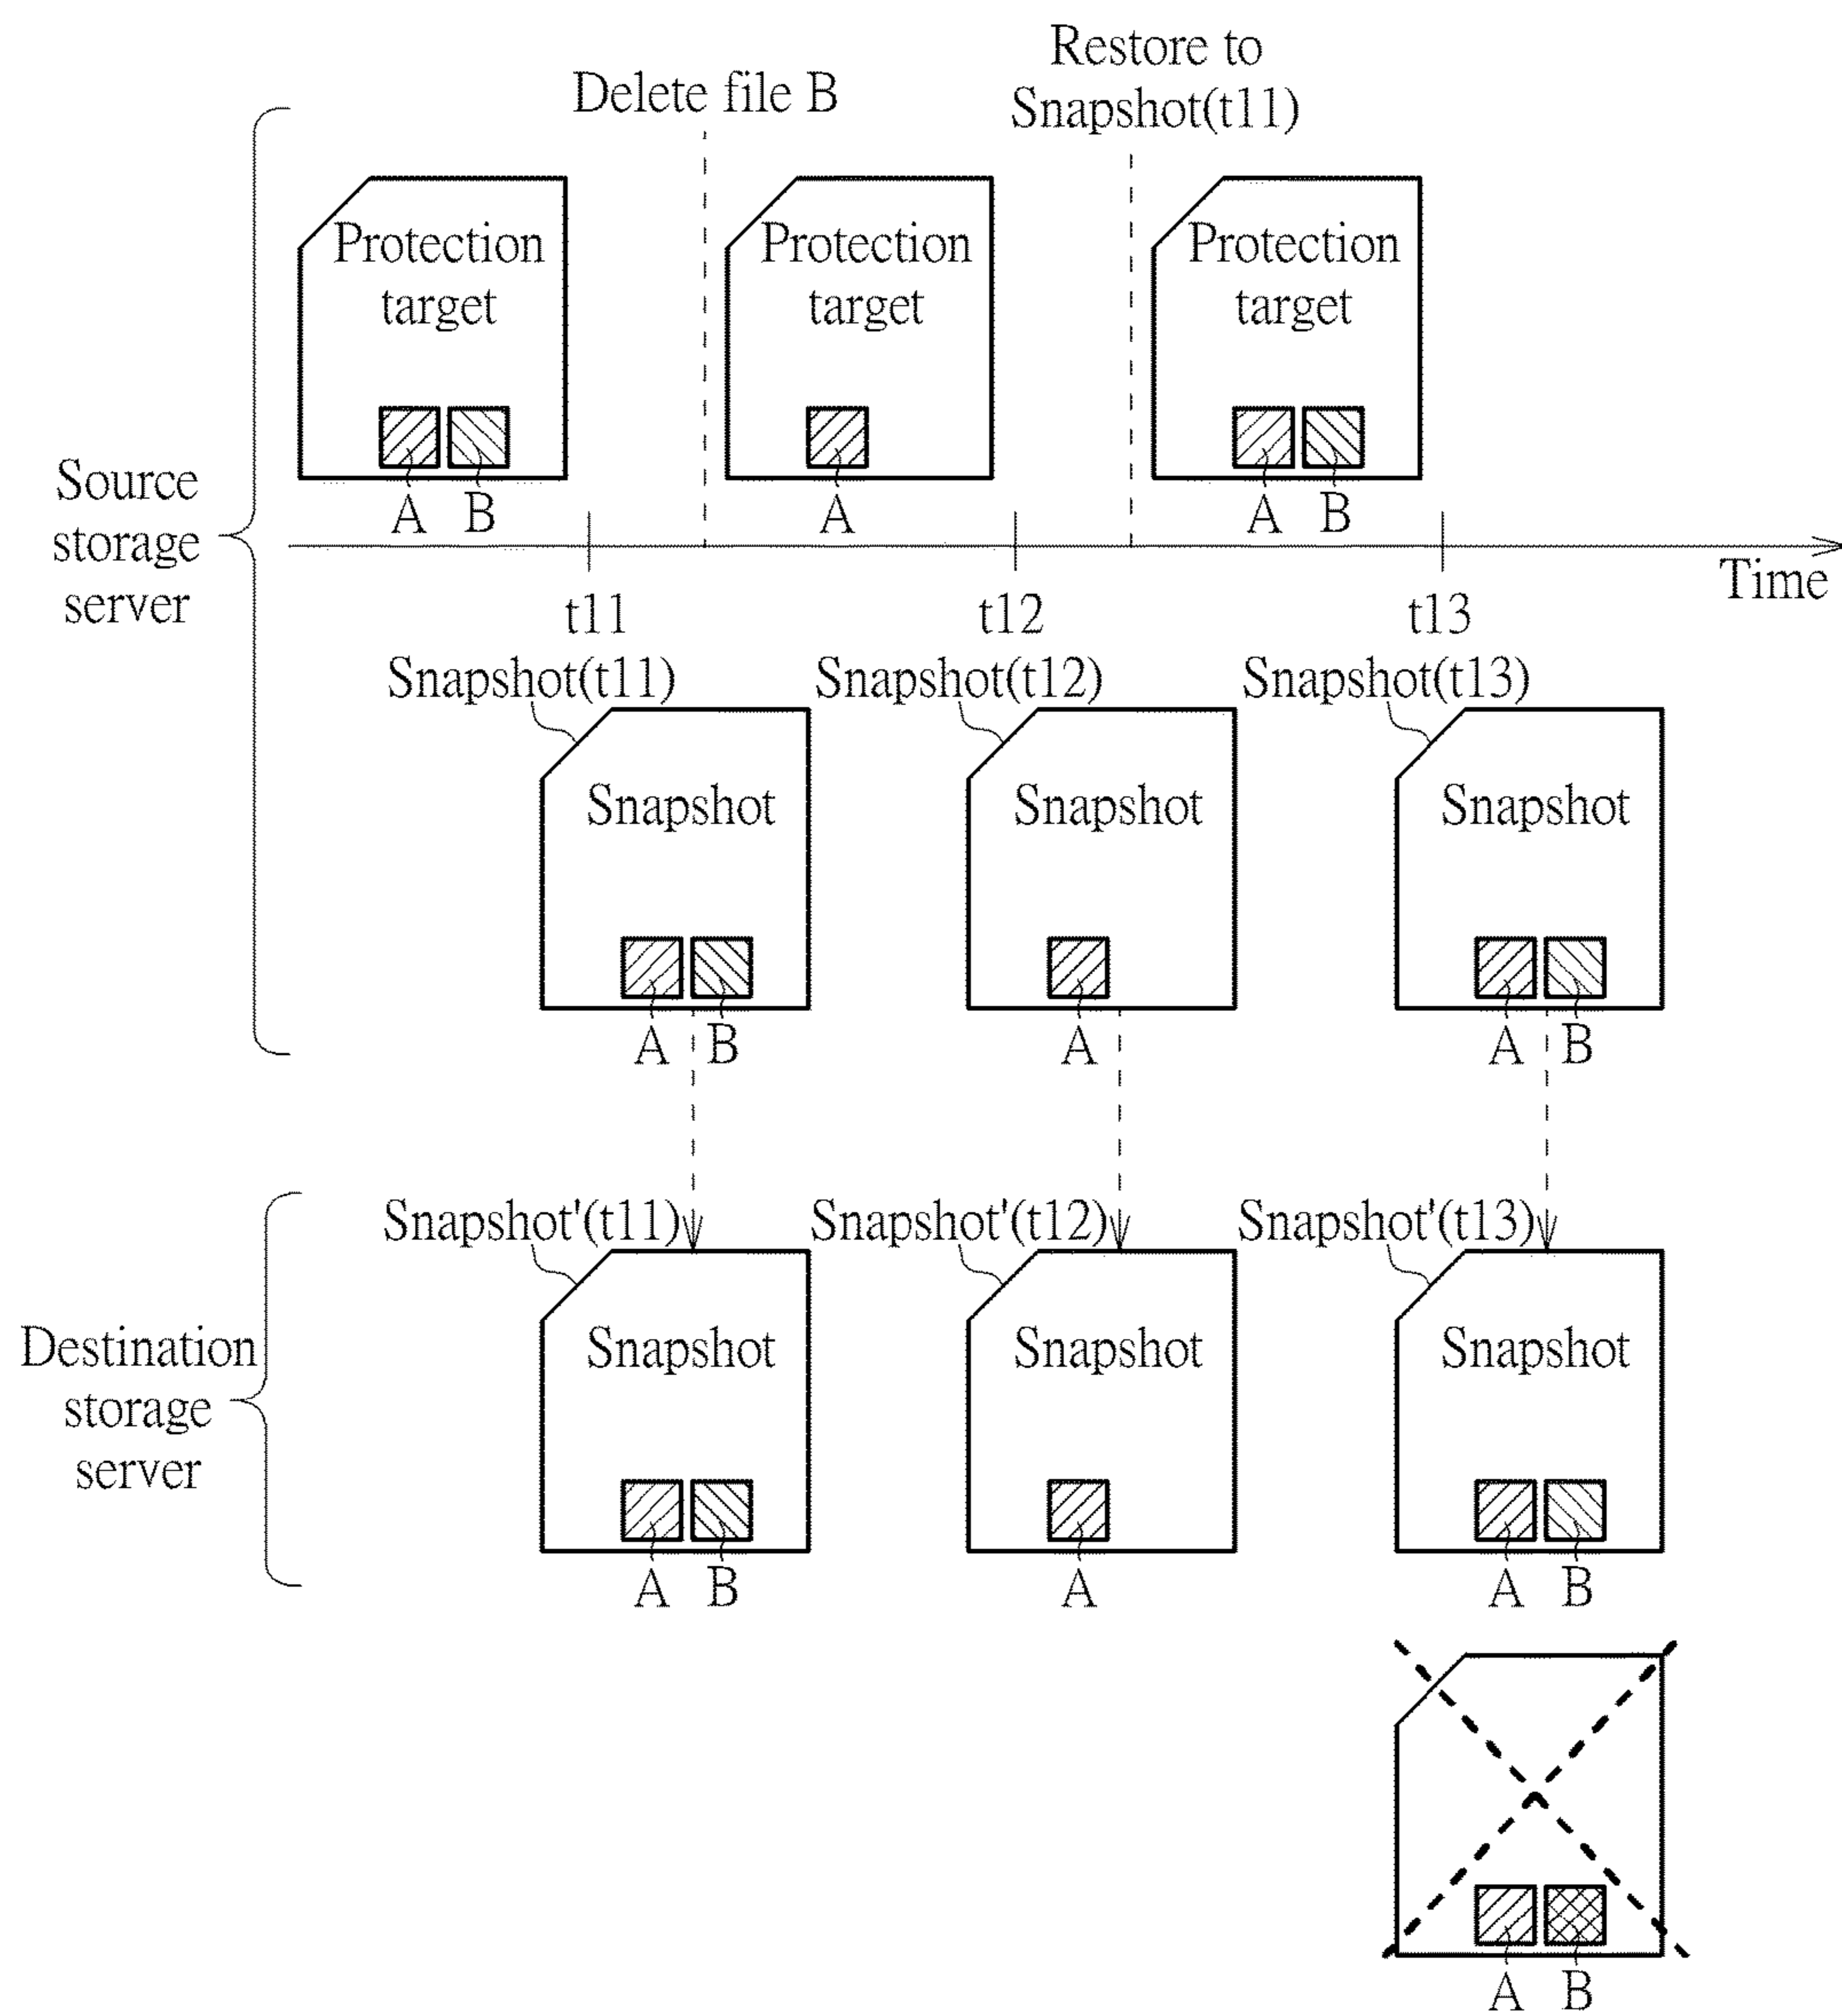 Restore to
Snapshot(t11)
Delete file B
Protection
target
Protection
target
Protection
target
A
B
A
A
B
Source
storage
server
Time
t11
t12
t13
Snapshot(t11)
Snapshot(t12)
Snapshot(t13)
Snapshot
Snapshot
Snapshot
A
B
A
A
B
Snapshot'(t11)
Snapshot'(t12)
Snapshot'(t13)
Destination
storage
server
Snapshot
Snapshot
Snapshot
A
B
A
A
B
A
B